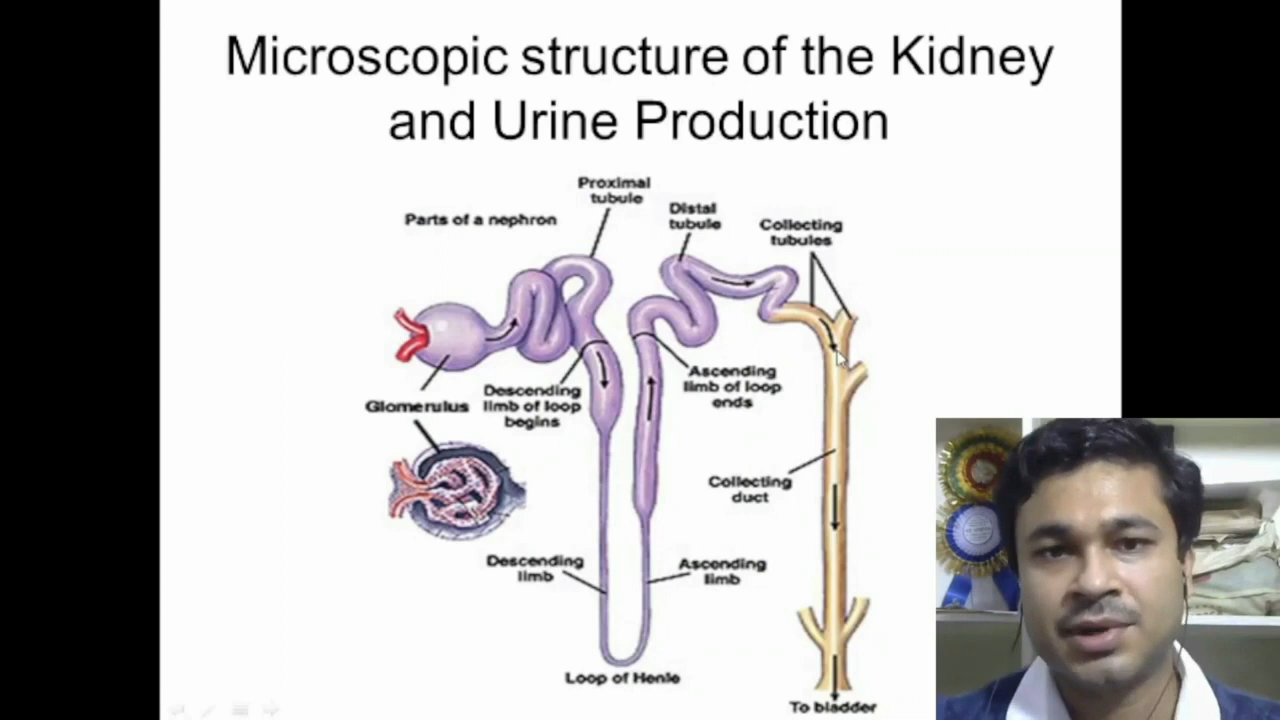 Microscopic structure of the Kidney
and Urine Production
Proximal
tubule
Parts of a nephron
Distal
tubule
Collecting
tubules
Glomerulus
Descending
limb of loop
begins
Ascending
limb of loop
ends
Collecting
duct
Descending
limb
Ascending
limb
Loop of Henle
To bladder